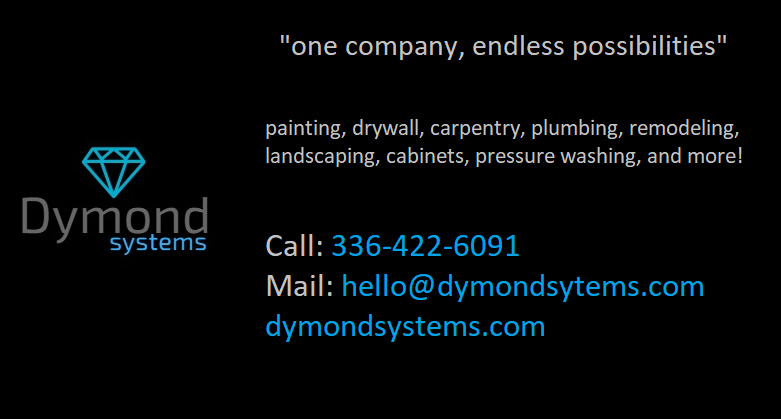 "one company, endless possibilities"
painting, drywall, carpentry, plumbing, remodeling,
landscaping, cabinets, pressure washing, and more!
Dymond
systems
Call: 336-422-6091
Mail: hello@dymondsytems.com
dymondsystems.com